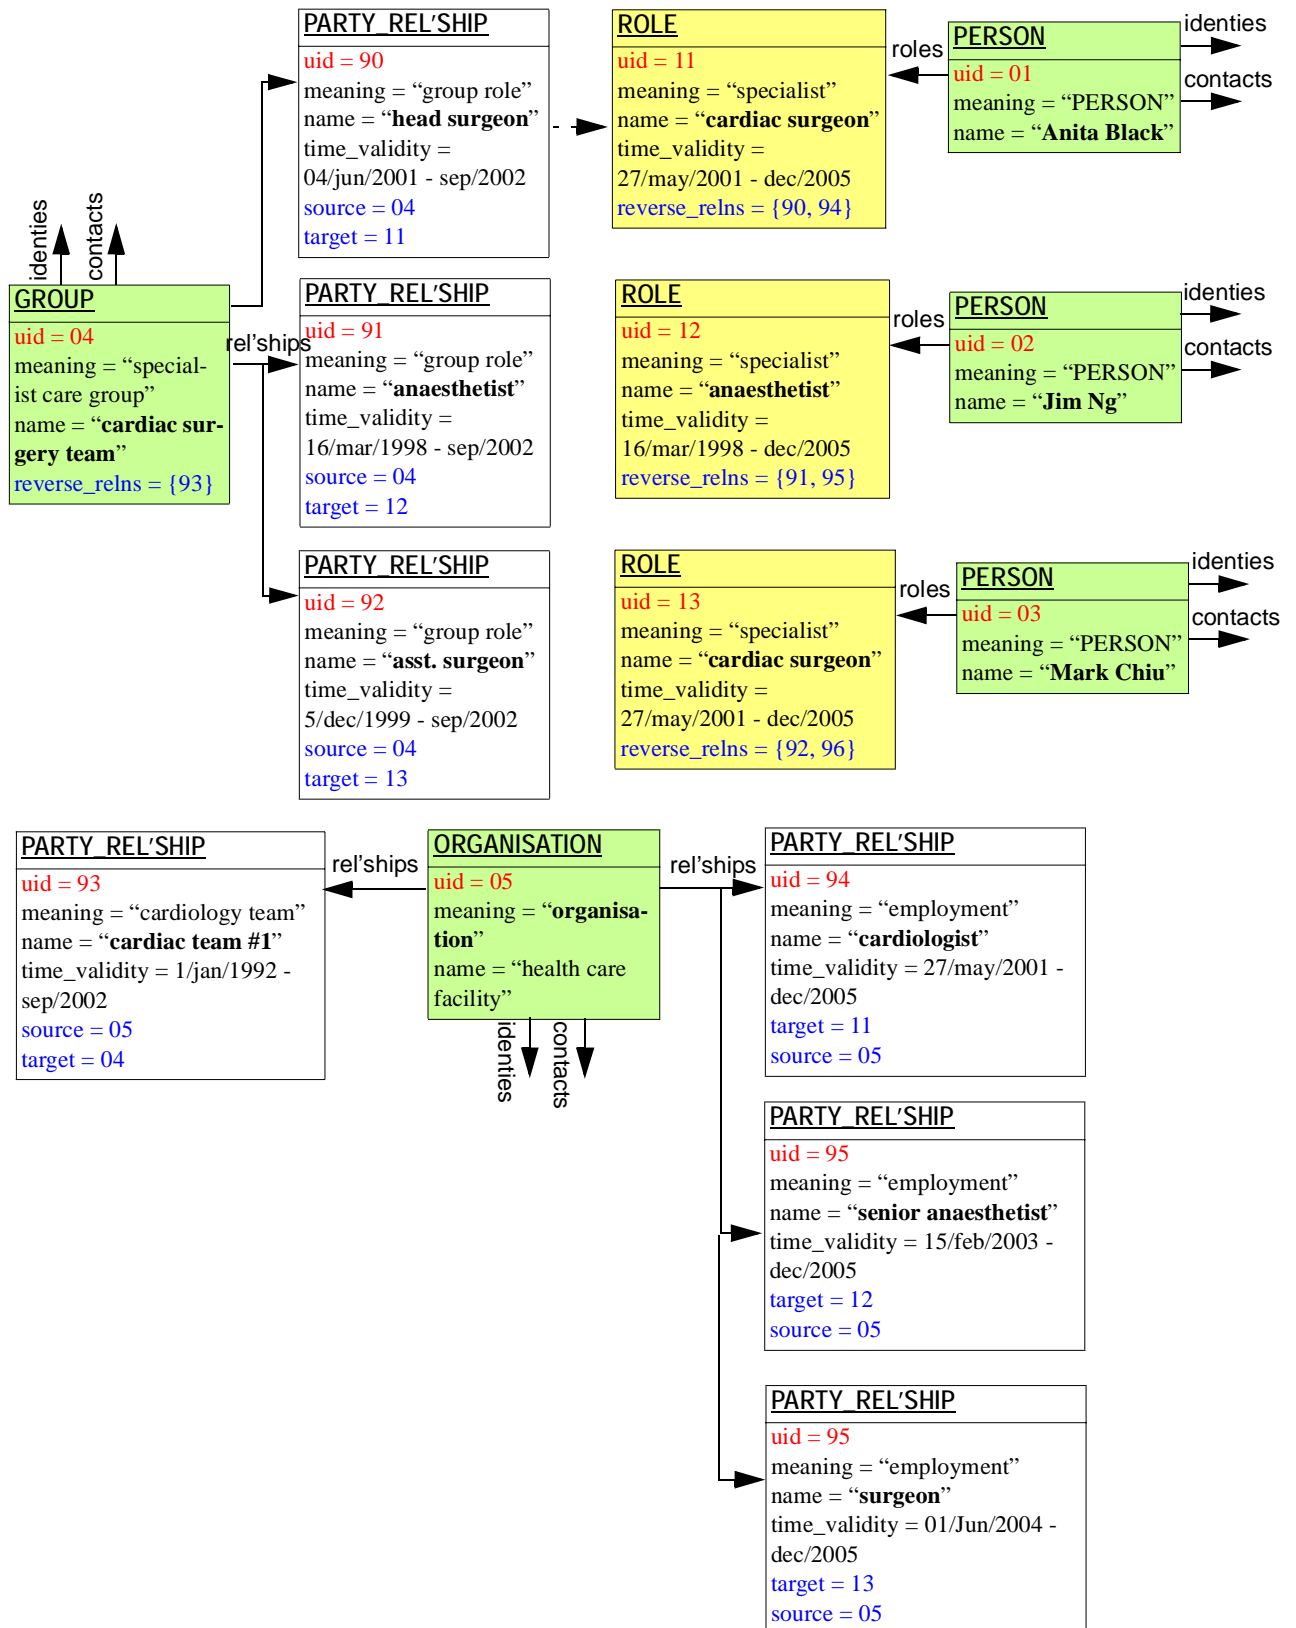 PARTY_REL'SHIP
uid = 90
meaning = “group role”
name = “head surgeon”
time_validity =
04/jun/2001 - sep/2002
source = 04
target = 11
ROLE
uid = 11
meaning = “specialist”
name = “cardiac surgeon”
time_validity =
27/may/2001 - dec/2005
reverse_relns = {90, 94}
roles
PERSON
uid = 01
meaning = “PERSON”
name = “Anita Black”
identies
contacts
identies
contacts
GROUP
uid = 04
meaning = “special-
ist care group”
name = “cardiac sur-
gery team”
reverse_relns = {93}
rel'ships
PARTY_REL'SHIP
uid = 91
meaning = “group role”
name = “anaesthetist”
time_validity =
16/mar/1998 - sep/2002
source = 04
target = 12
ROLE
uid = 12
meaning = “specialist”
name = “anaesthetist”
time_validity =
16/mar/1998 - dec/2005
reverse_relns = {91, 95}
roles
PERSON
uid = 02
meaning = “PERSON”
name = “Jim Ng”
identies
contacts
PARTY_REL'SHIP
uid = 92
meaning = “group role”
name = “asst. surgeon”
time_validity =
5/dec/1999 - sep/2002
source = 04
target = 13
ROLE
uid = 13
meaning = “specialist”
name = “cardiac surgeon”
time_validity =
27/may/2001 - dec/2005
reverse_relns = {92, 96}
roles
PERSON
uid = 03
meaning = “PERSON”
name = “Mark Chiu”
identies
contacts
PARTY_REL'SHIP
uid = 93
meaning = “cardiology team”
name = “cardiac team #1”
time_validity = 1/jan/1992 -
sep/2002
source = 05
target = 04
rel'ships
ORGANISATION
uid = 05
meaning = “organisa-
tion”
name = “health care
facility”
identies
contacts
rel'ships
PARTY_REL'SHIP
uid = 94
meaning = “employment”
name = “cardiologist”
time_validity = 27/may/2001 -
dec/2005
target = 11
source = 05
PARTY_REL'SHIP
uid = 95
meaning = “employment”
name = “senior anaesthetist”
time_validity = 15/feb/2003 -
dec/2005
target = 12
source = 05
PARTY_REL'SHIP
uid = 95
meaning = “employment”
name = “surgeon”
time_validity = 01/Jun/2004 -
dec/2005
target = 13
source = 05